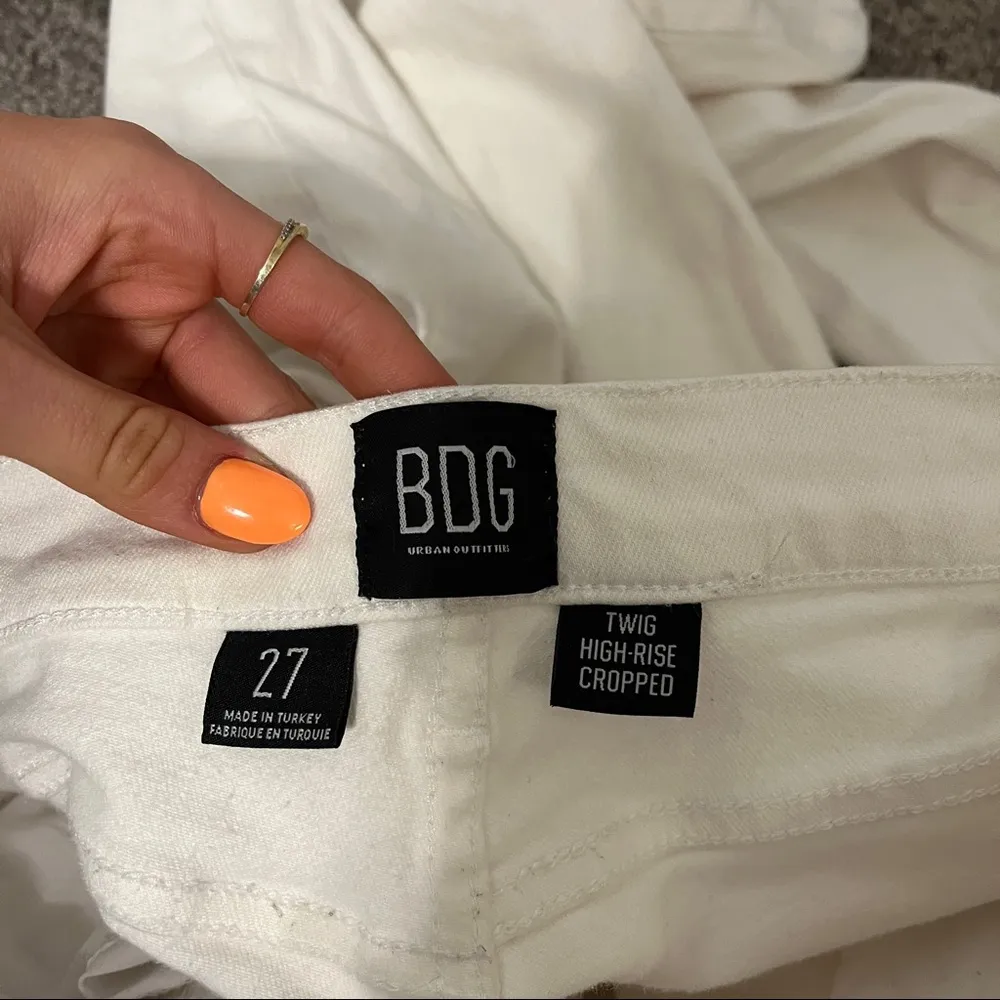 BDG
URBAN OUTFITTERS
27
MADE IN TURKEY
FABRIQUE EN TURQUIE
TWIG
HIGH-RISE
CROPPED